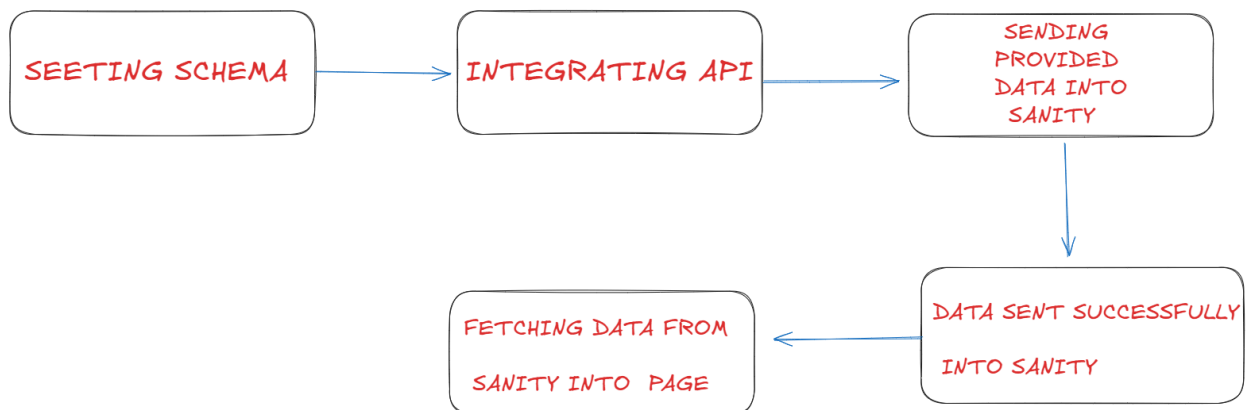 SEETING SCHEMA
INTEGRATING API
SENDING
PROVIDED
DATA INTO
SANITY
DATA SENT SUCCESSFULLY
INTO SANITY
FETCHING DATA FROM
SANITY INTO PAGE